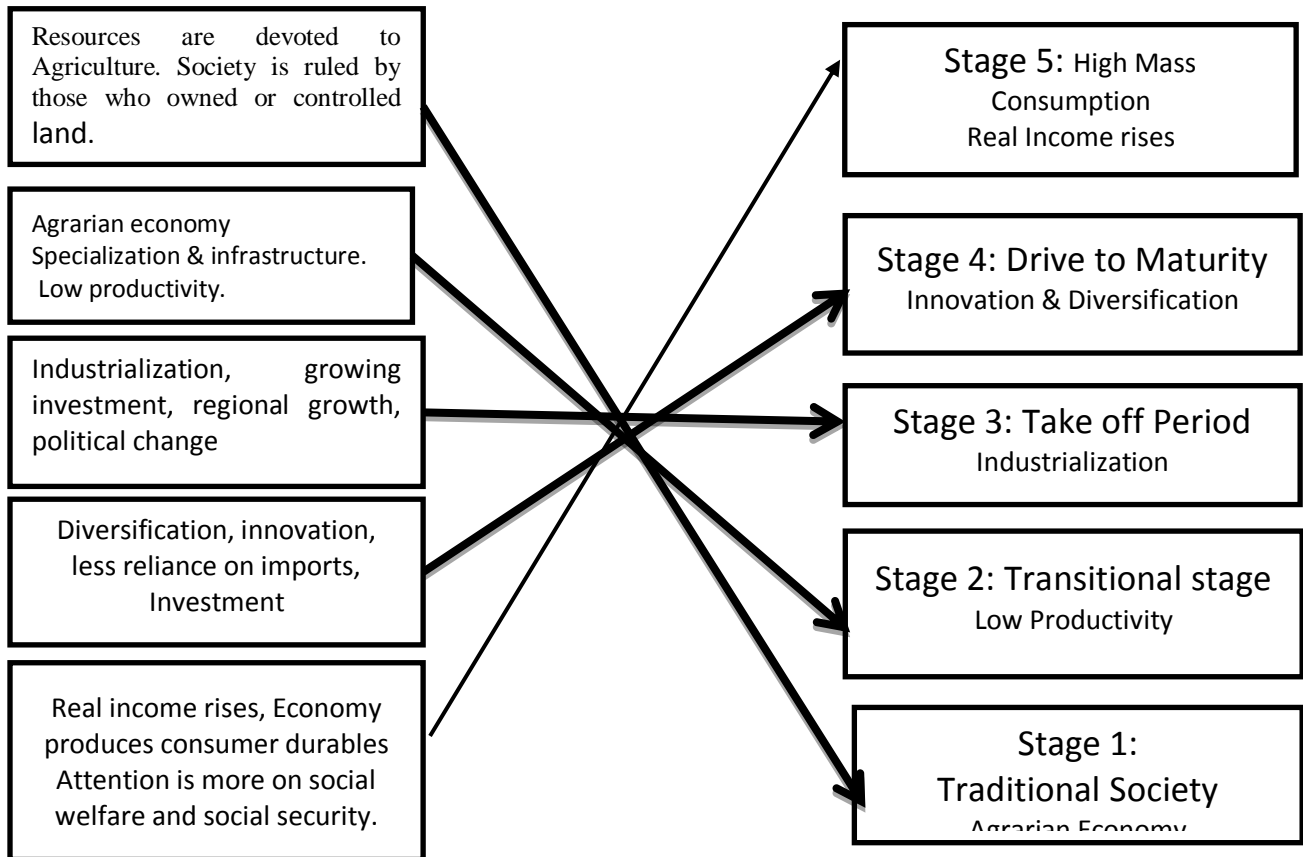 Resources are devoted to
Agriculture. Society is ruled by
those who owned or controlled
land.
Agrarian economy
Specialization & infrastructure.
Low productivity.
Industrialization, growing
investment, regional growth,
political change
Diversification, innovation,
less reliance on imports,
Investment
Real income rises, Economy
produces consumer durables
Attention is more on social
welfare and social security.
Stage 5: High Mass
Consumption
Real Income rises
Stage 4: Drive to Maturity
Innovation & Diversification
Stage 3: Take off Period
Industrialization
Stage 2: Transitional stage
Low Productivity
Stage 1:
Traditional Society
Agrarian Economy